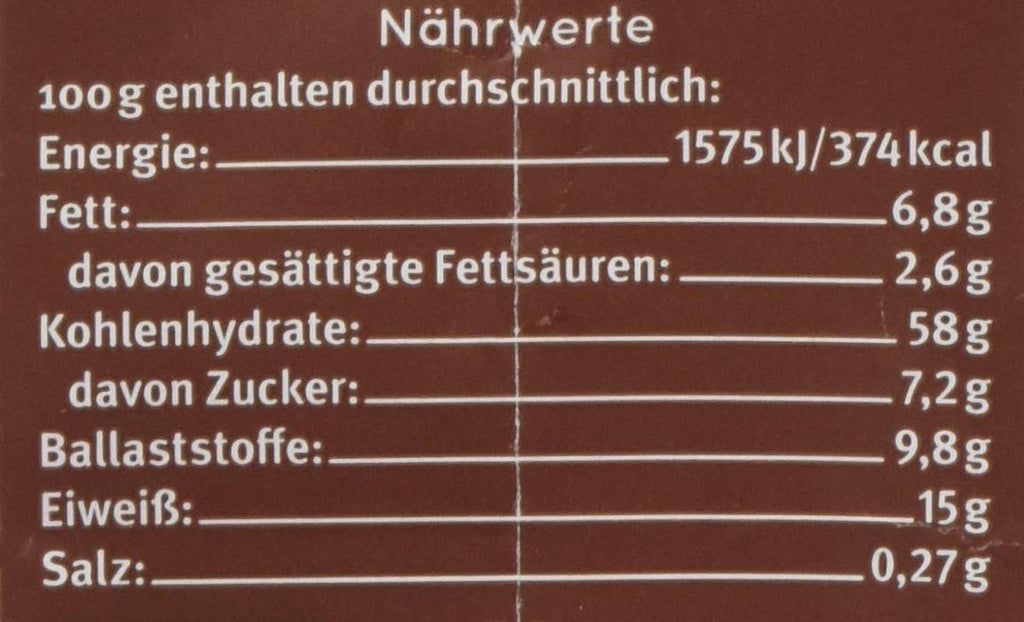 Nährwerte
100g enthalten durchschnittlich:
Energie: 1575kJ/374kcal
Fett: 6,8g
davon gesättigte Fettsäuren: 2,6g
Kohlenhydrate: 58g
davon Zucker: 7,2g
Ballaststoffe: 9,8g
Eiweiß: 15g
Salz: 0,27g